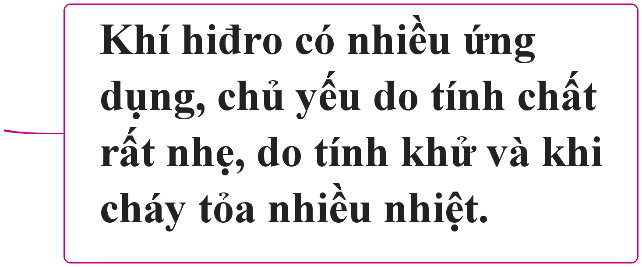 Khí hiđro có nhiều ứng
dụng, chủ yếu do tính chất
rất nhẹ, do tính khử và khi
cháy tỏa nhiều nhiệt.